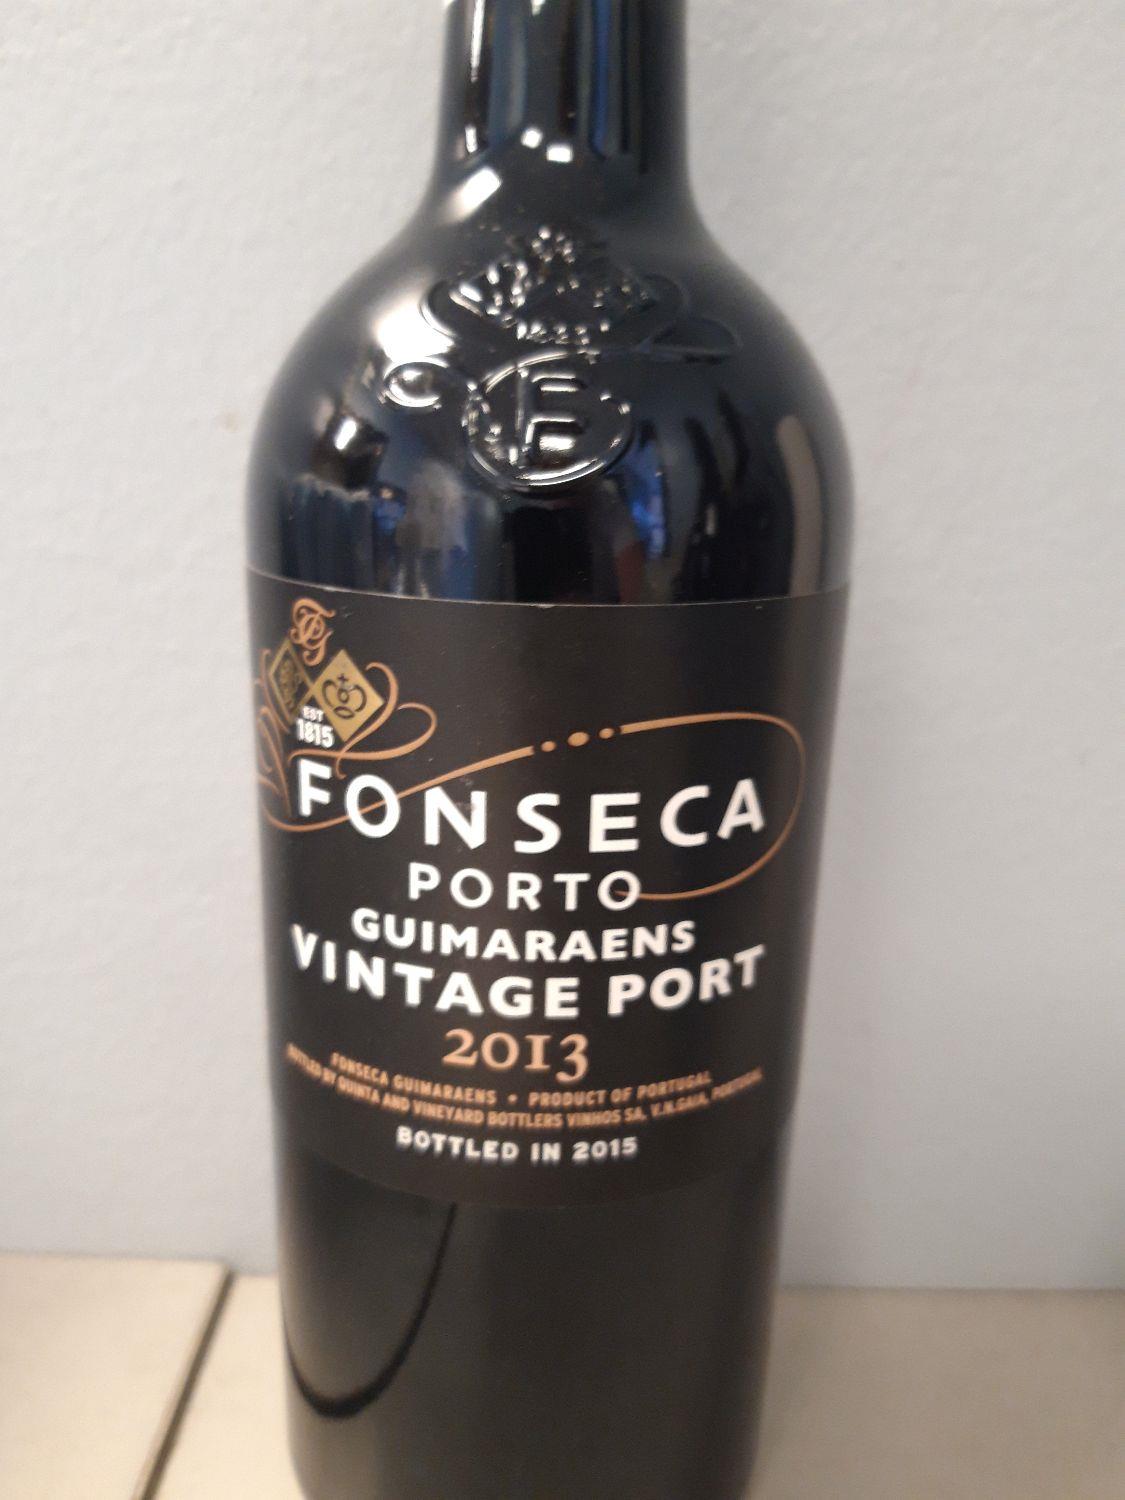 F
EST
1815
FONSECA
PORTO
GUIMARAENS
VINTAGE PORT
2013
FONSECA GUIMARAENS • PRODUCT OF PORTUGAL
BOTTLED BY QUINTA AND VINEYARD BOTTLERS VINHOS SA, V.N.GAIA, PORTUGAL
BOTTLED IN 2015